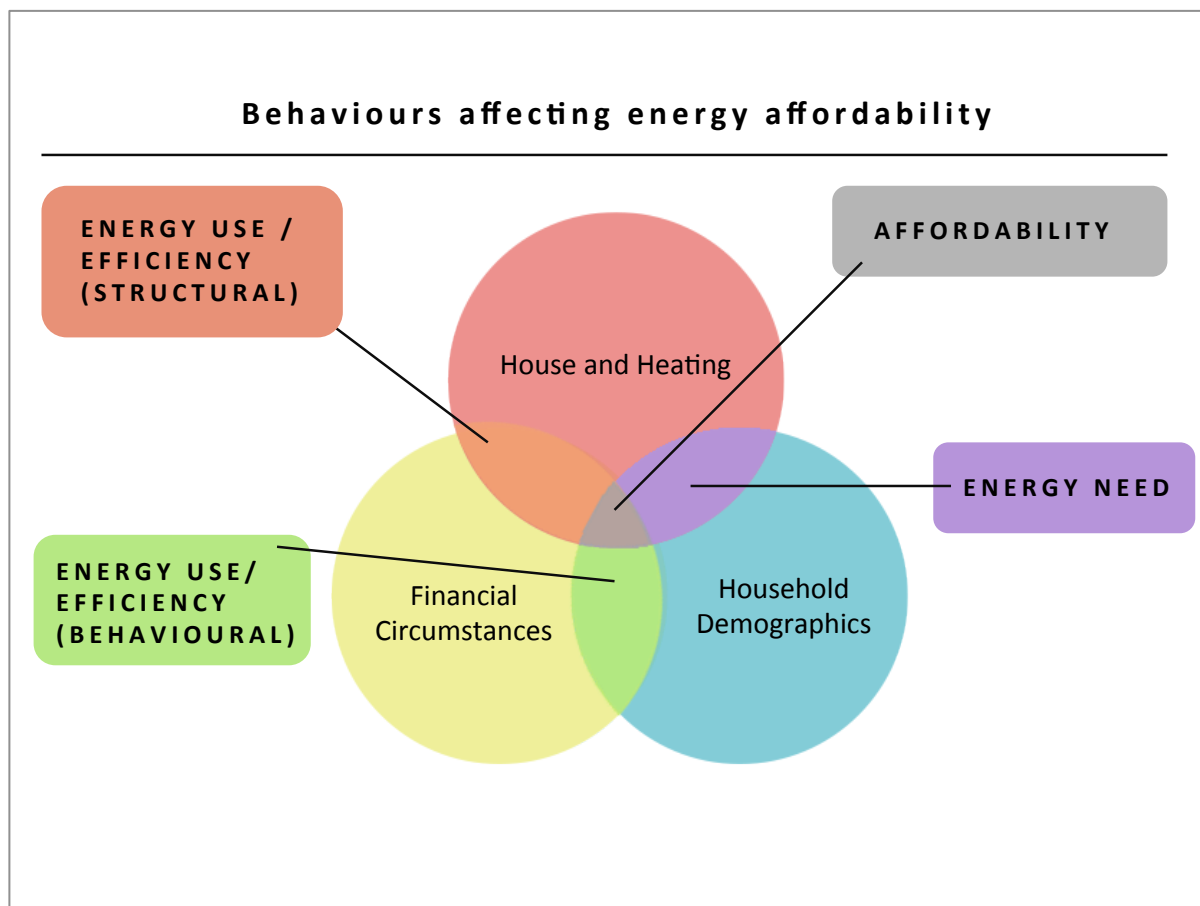 Behaviours affecting energy affordability
ENERGY USE /
EFFICIENCY
(STRUCTURAL)
AFFORDABILITY
House and Heating
ENERGY NEED
ENERGY USE/
EFFICIENCY
(BEHAVIOURAL)
Financial
Circumstances
Household
Demographics